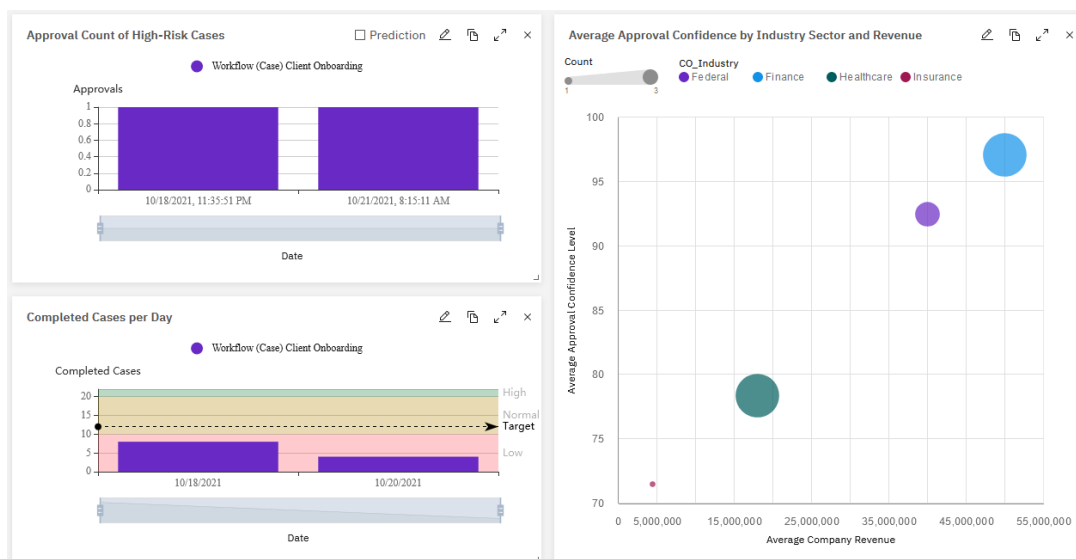 Approval Count of High-Risk Cases
Prediction
Workflow (Case) Client Onboarding
Approvals
1
0.8
0.6
0.4
0.2
0
10/18/2021, 11:35:51 PM
10/21/2021, 8:15:11 AM
Date
Completed Cases per Day
Workflow (Case) Client Onboarding
Completed Cases
20
15
10
5
0
High
Normal
Target
Low
10/18/2021
10/20/2021
Date
Average Approval Confidence by Industry Sector and Revenue
Count
1
3
CO_Industry
Federal
Finance
Healthcare
Insurance
Average Approval Confidence Level
100
95
90
85
80
75
70
0
5,000,000
15,000,000
25,000,000
35,000,000
45,000,000
55,000,000
Average Company Revenue